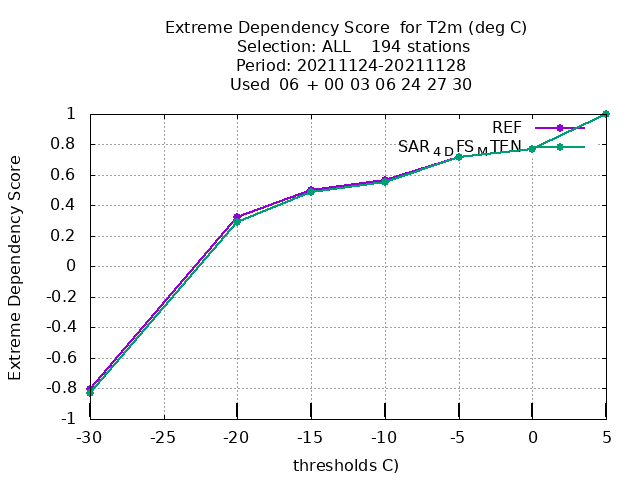 Extreme Dependency Score  for T2m (deg C)
Selection: ALL    194 stations
Period: 20211124-20211128
Used  06  + 00 03 06 24 27 30
1
0.8
0.6
0.4
0.2
0
-0.2
-0.4
-0.6
-0.8
-1
Extreme Dependency Score
REF
SAR 4 D FS M TEN
-30 -25 -20 -15 -10 -5 0 5
thresholds C)